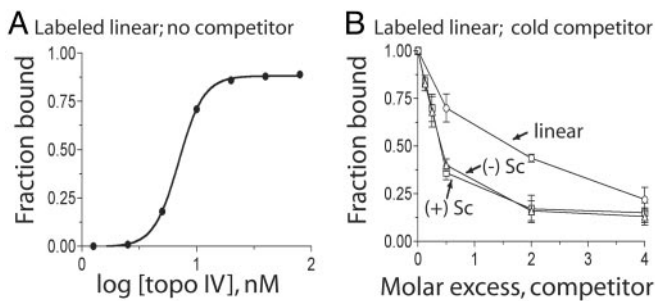 A Labeled linear; no competitor
Fraction bound
1.00
0.75
0.50
0.25
0.00
0
1
2
log [topo IV], nM
B Labeled linear; cold competitor
Fraction bound
1.00
0.75
0.50
0.25
0.00
linear
(-) Sc
(+) Sc
0
1
2
3
4
Molar excess, competitor